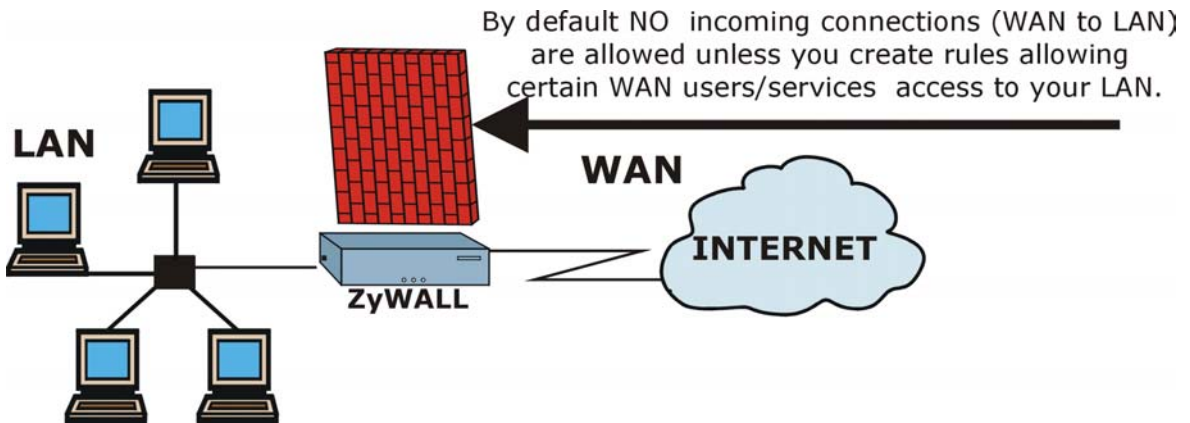 By default NO incoming connections (WAN to LAN)
are allowed unless you create rules allowing
certain WAN users/services access to your LAN.
LAN
WAN
INTERNET
ZyWALL